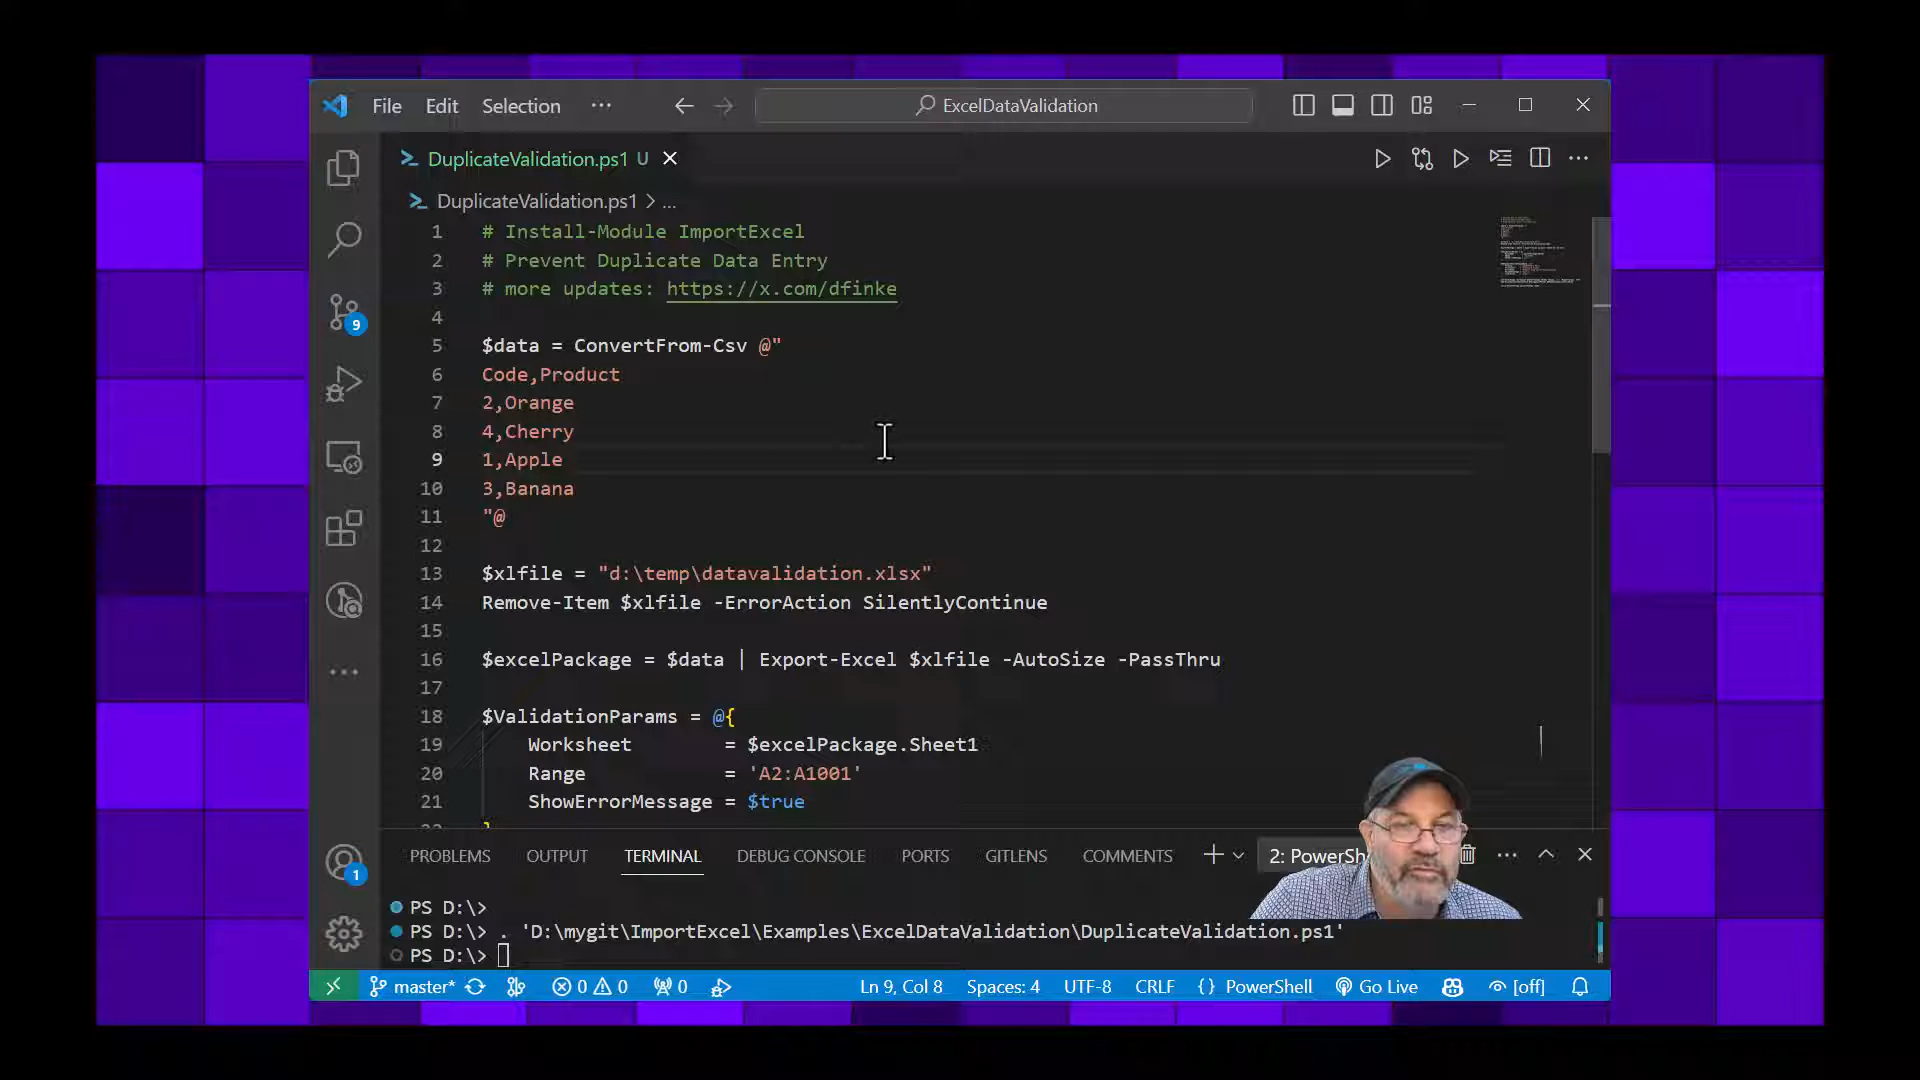 File Edit Selection ··· ExcelDataValidation
DuplicateValidation.ps1 U
DuplicateValidation.ps1 > ...
1 # Install-Module ImportExcel
2 # Prevent Duplicate Data Entry
3 # more updates: https://x.com/dfinke
4
5 $data = ConvertFrom-Csv @"
6 Code,Product
7 2,Orange
8 4,Cherry
9 1,Apple
10 3,Banana
11 "@
12
13 $xlfile = "d:\temp\datavalidation.xlsx"
14 Remove-Item $xlfile -ErrorAction SilentlyContinue
15
16 $excelPackage = $data | Export-Excel $xlfile -AutoSize -PassThru
17
18 $ValidationParams = @{
19 Worksheet = $excelPackage.Sheet1
20 Range = 'A2:A1001'
21 ShowErrorMessage = $true
PROBLEMS OUTPUT TERMINAL DEBUG CONSOLE PORTS GITLENS COMMENTS 2: PowerSh
PS D:\>
PS D:\> . 'D:\mygit\ImportExcel\Examples\ExcelDataValidation\DuplicateValidation.ps1'
PS D:\>
9
1
master* 0 0 0 Ln 9, Col 8 Spaces: 4 UTF-8 CRLF {} PowerShell Go Live [off]